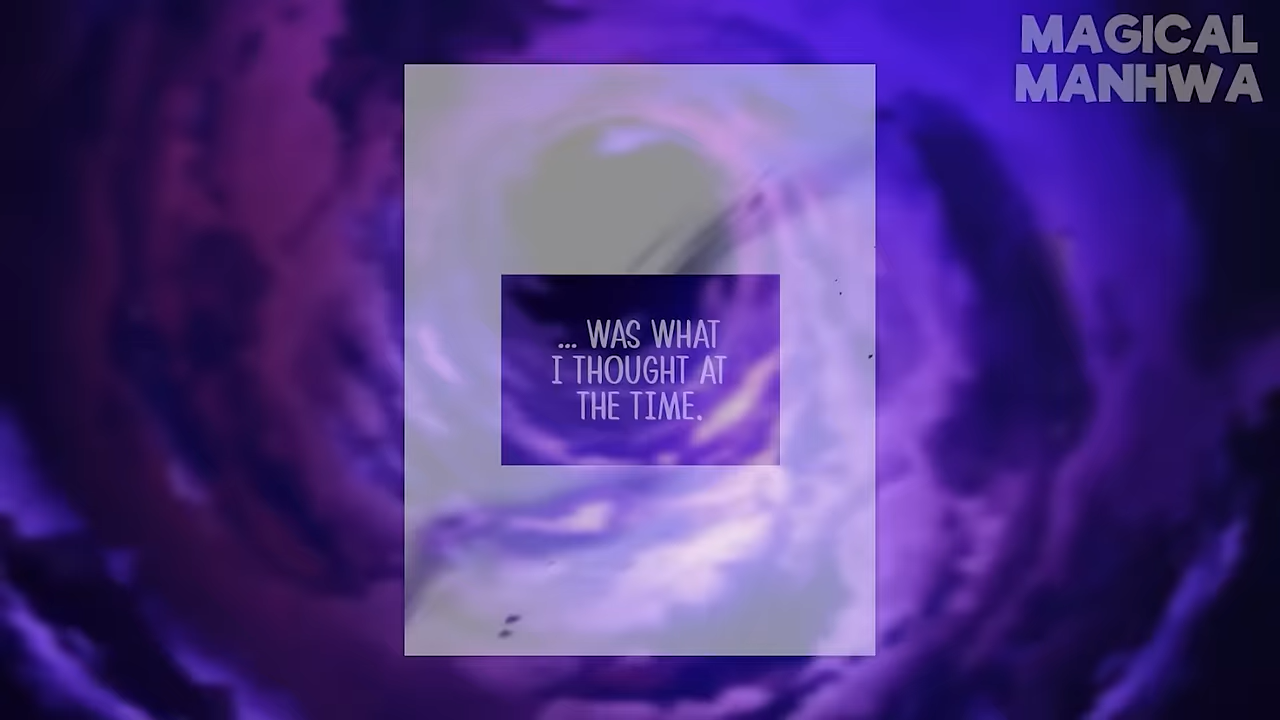 MAGICAL
MANHWA
... WAS WHAT
I THOUGHT AT
THE TIME.